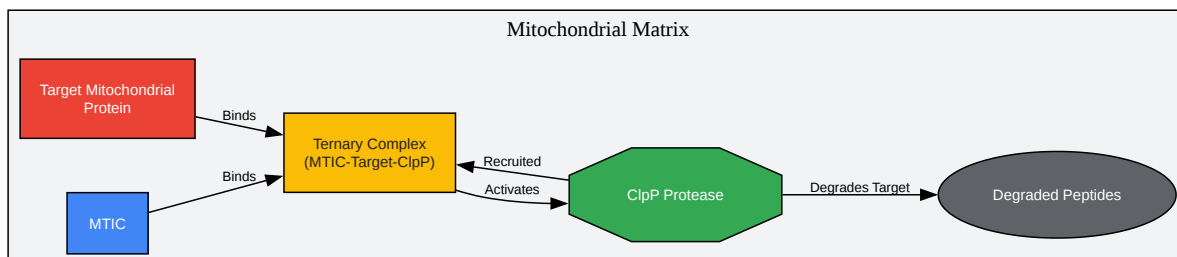 Mitochondrial Matrix
Target Mitochondrial
Protein
Binds
Ternary Complex
(MTIC-Target-ClpP)
Binds
MTIC
Recruited
Activates
ClpP Protease
Degrades Target
Degraded Peptides